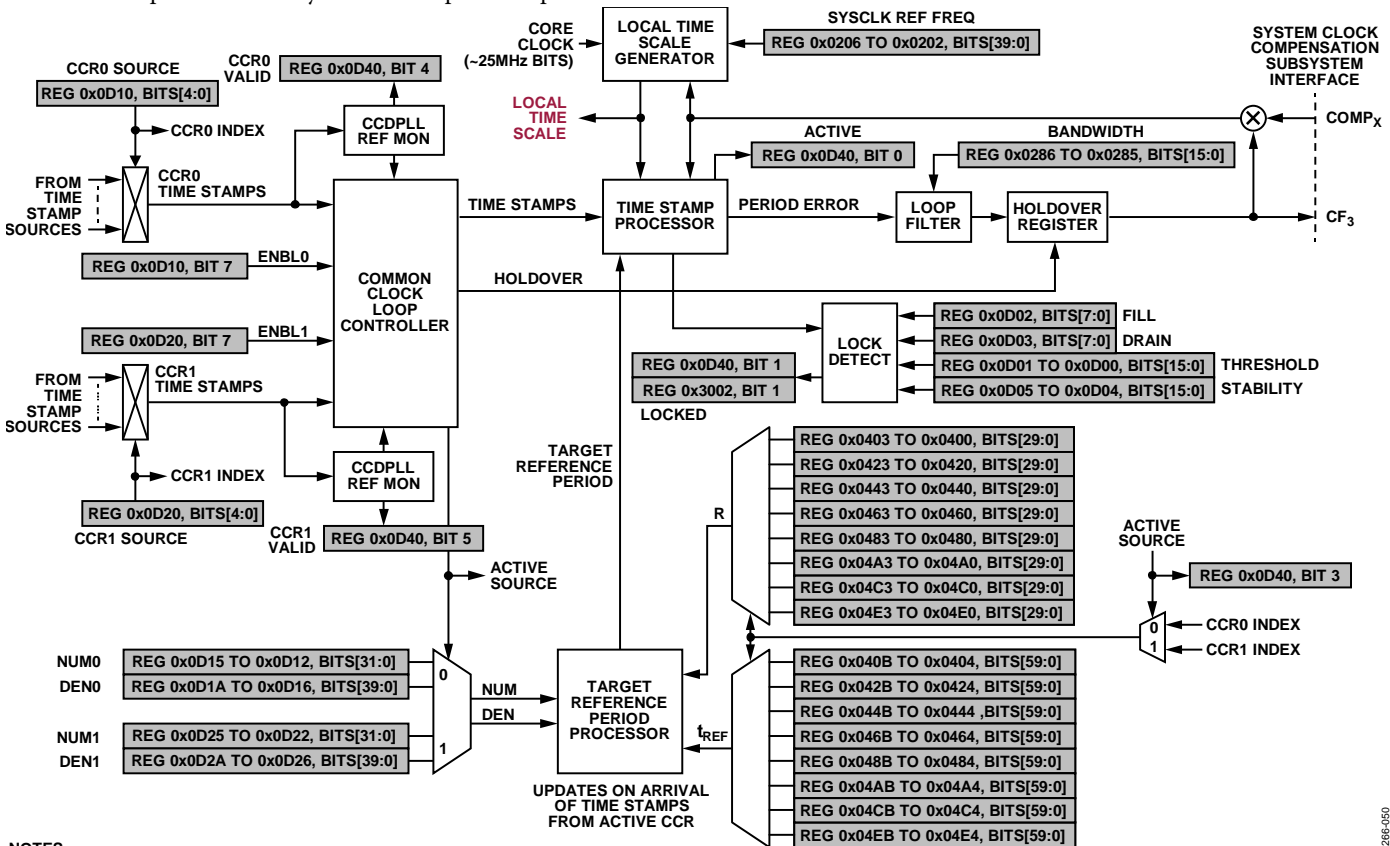 CORE
CLOCK
(~25MHz BITS)
LOCAL TIME
SCALE
GENERATOR
SYSCLK REF FREQ
REG 0x0206 TO 0x0202, BITS[39:0]
SYSTEM CLOCK
COMPENSATION
SUBSYSTEM
INTERFACE
CCR0 SOURCE
REG 0x0D10, BITS[4:0]
CCR0
VALID
REG 0x0D40, BIT 4
CCR0 INDEX
CCDPLL
REF MON
LOCAL
TIME
SCALE
ACTIVE
REG 0x0D40, BIT 0
BANDWIDTH
REG 0x0286 TO 0x0285, BITS[15:0]
COMPX
FROM
TIME
STAMP
SOURCES
CCR0
TIME STAMPS
TIME STAMPS
TIME STAMP
PROCESSOR
PERIOD ERROR
LOOP
FILTER
HOLDOVER
REGISTER
CF3
REG 0x0D10, BIT 7
ENBL0
COMMON
CLOCK
LOOP
CONTROLLER
HOLDOVER
REG 0x0D20, BIT 7
ENBL1
LOCK
DETECT
REG 0x0D02, BITS[7:0]
FILL
REG 0x0D03, BITS[7:0]
DRAIN
REG 0x0D01 TO 0x0D00, BITS[15:0]
THRESHOLD
REG 0x0D05 TO 0x0D04, BITS[15:0]
STABILITY
REG 0x0D40, BIT 1
REG 0x3002, BIT 1
LOCKED
FROM
TIME
STAMP
SOURCES
CCR1
TIME STAMPS
CCR1 INDEX
CCDPLL
REF MON
REG 0x0D20, BITS[4:0]
CCR1 SOURCE
CCR1
VALID
REG 0x0D40, BIT 5
TARGET
REFERENCE
PERIOD
R
REG 0x0403 TO 0x0400, BITS[29:0]
REG 0x0423 TO 0x0420, BITS[29:0]
REG 0x0443 TO 0x0440, BITS[29:0]
REG 0x0463 TO 0x0460, BITS[29:0]
REG 0x0483 TO 0x0480, BITS[29:0]
REG 0x04A3 TO 0x04A0, BITS[29:0]
REG 0x04C3 TO 0x04C0, BITS[29:0]
REG 0x04E3 TO 0x04E0, BITS[29:0]
ACTIVE
SOURCE
REG 0x0D40, BIT 3
0
1
CCR0 INDEX
CCR1 INDEX
ACTIVE
SOURCE
NUM0
REG 0x0D15 TO 0x0D12, BITS[31:0]
DEN0
REG 0x0D1A TO 0x0D16, BITS[39:0]
NUM1
REG 0x0D25 TO 0x0D22, BITS[31:0]
DEN1
REG 0x0D2A TO 0x0D26, BITS[39:0]
0
1
NUM
DEN
TARGET
REFERENCE
PERIOD
PROCESSOR
tREF
REG 0x040B TO 0x0404, BITS[59:0]
REG 0x042B TO 0x0424, BITS[59:0]
REG 0x044B TO 0x0444 ,BITS[59:0]
REG 0x046B TO 0x0464, BITS[59:0]
REG 0x048B TO 0x0484, BITS[59:0]
REG 0x04AB TO 0x04A4, BITS[59:0]
REG 0x04CB TO 0x04C4, BITS[59:0]
REG 0x04EB TO 0x04E4, BITS[59:0]
UPDATES ON ARRIVAL
OF TIME STAMPS
FROM ACTIVE CCR
266-050